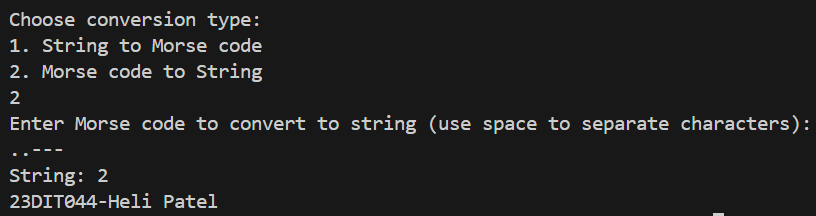 Choose conversion type:
1. String to Morse code
2. Morse code to String
2
Enter Morse code to convert to string (use space to separate characters):
..---
String: 2
23DIT044-Heli Patel